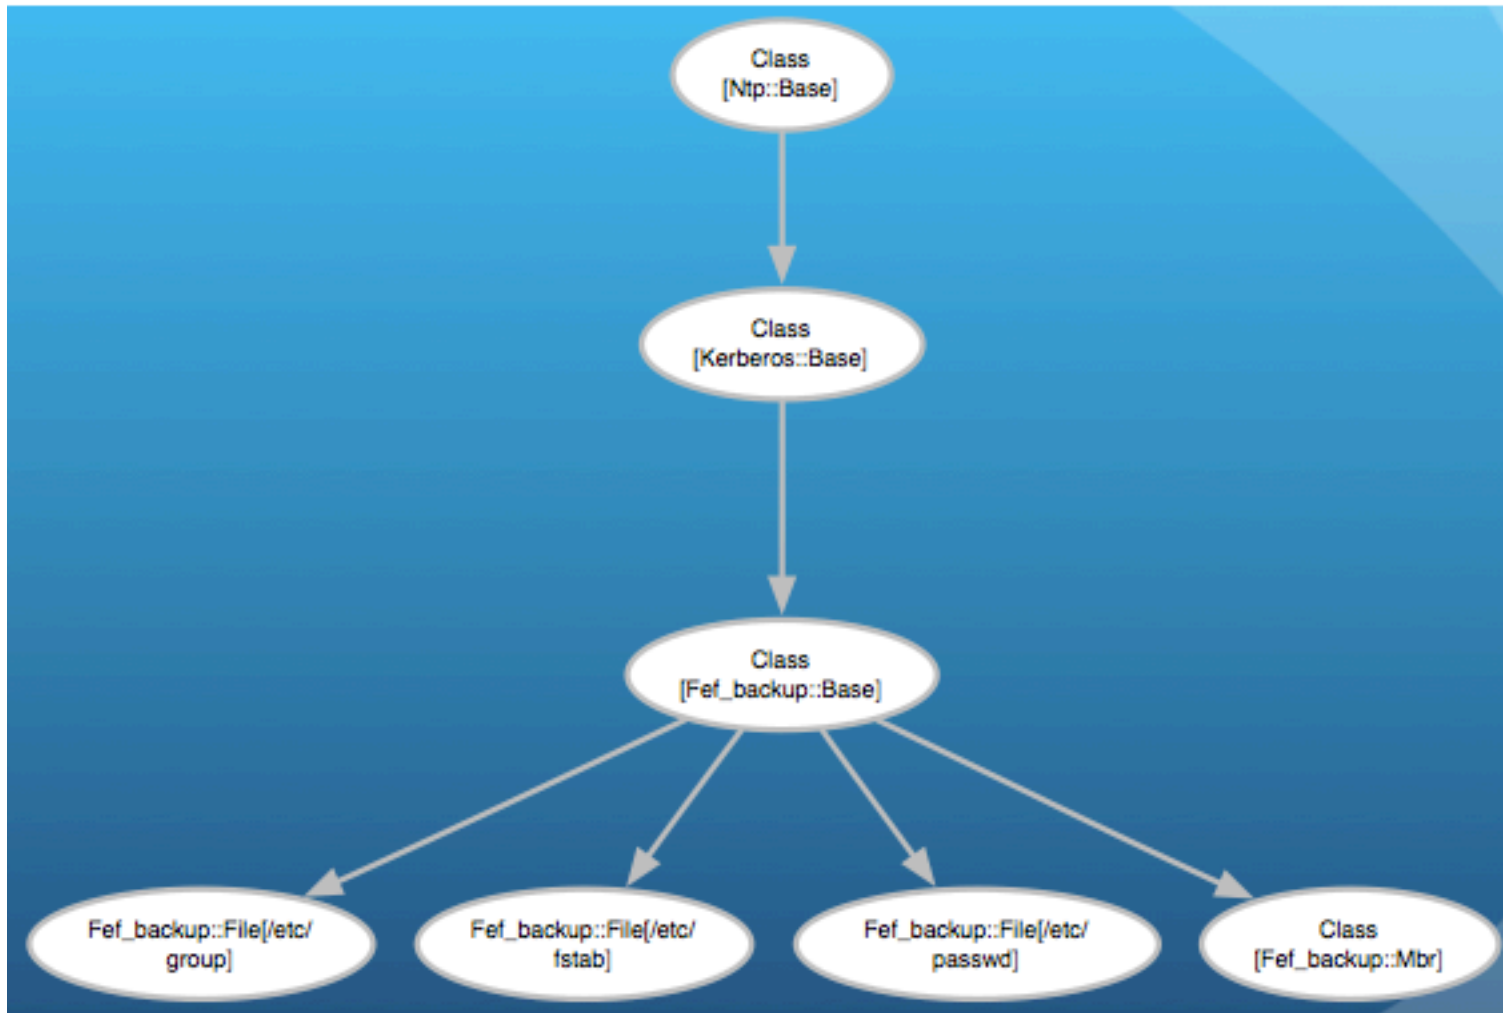 Class
[Ntp::Base]
Class
[Kerberos::Base]
Class
[Fef_backup::Base]
Fef_backup::File[/etc/
group]
Fef_backup::File[/etc/
fstab]
Fef_backup::File[/etc/
passwd]
Class
[Fef_backup::Mbr]